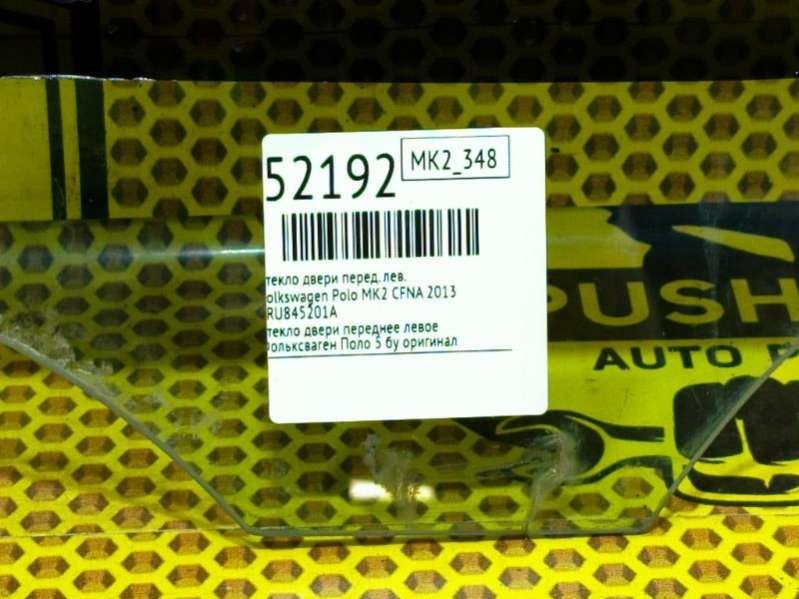 52192
MK2_348
текло двери перед. лев.
olkswagen Polo MK2 CFNA 2013
RU845201A
текло двери переднее левое
ольксваген Поло 5 бу оригинал
PUSH
AUTO